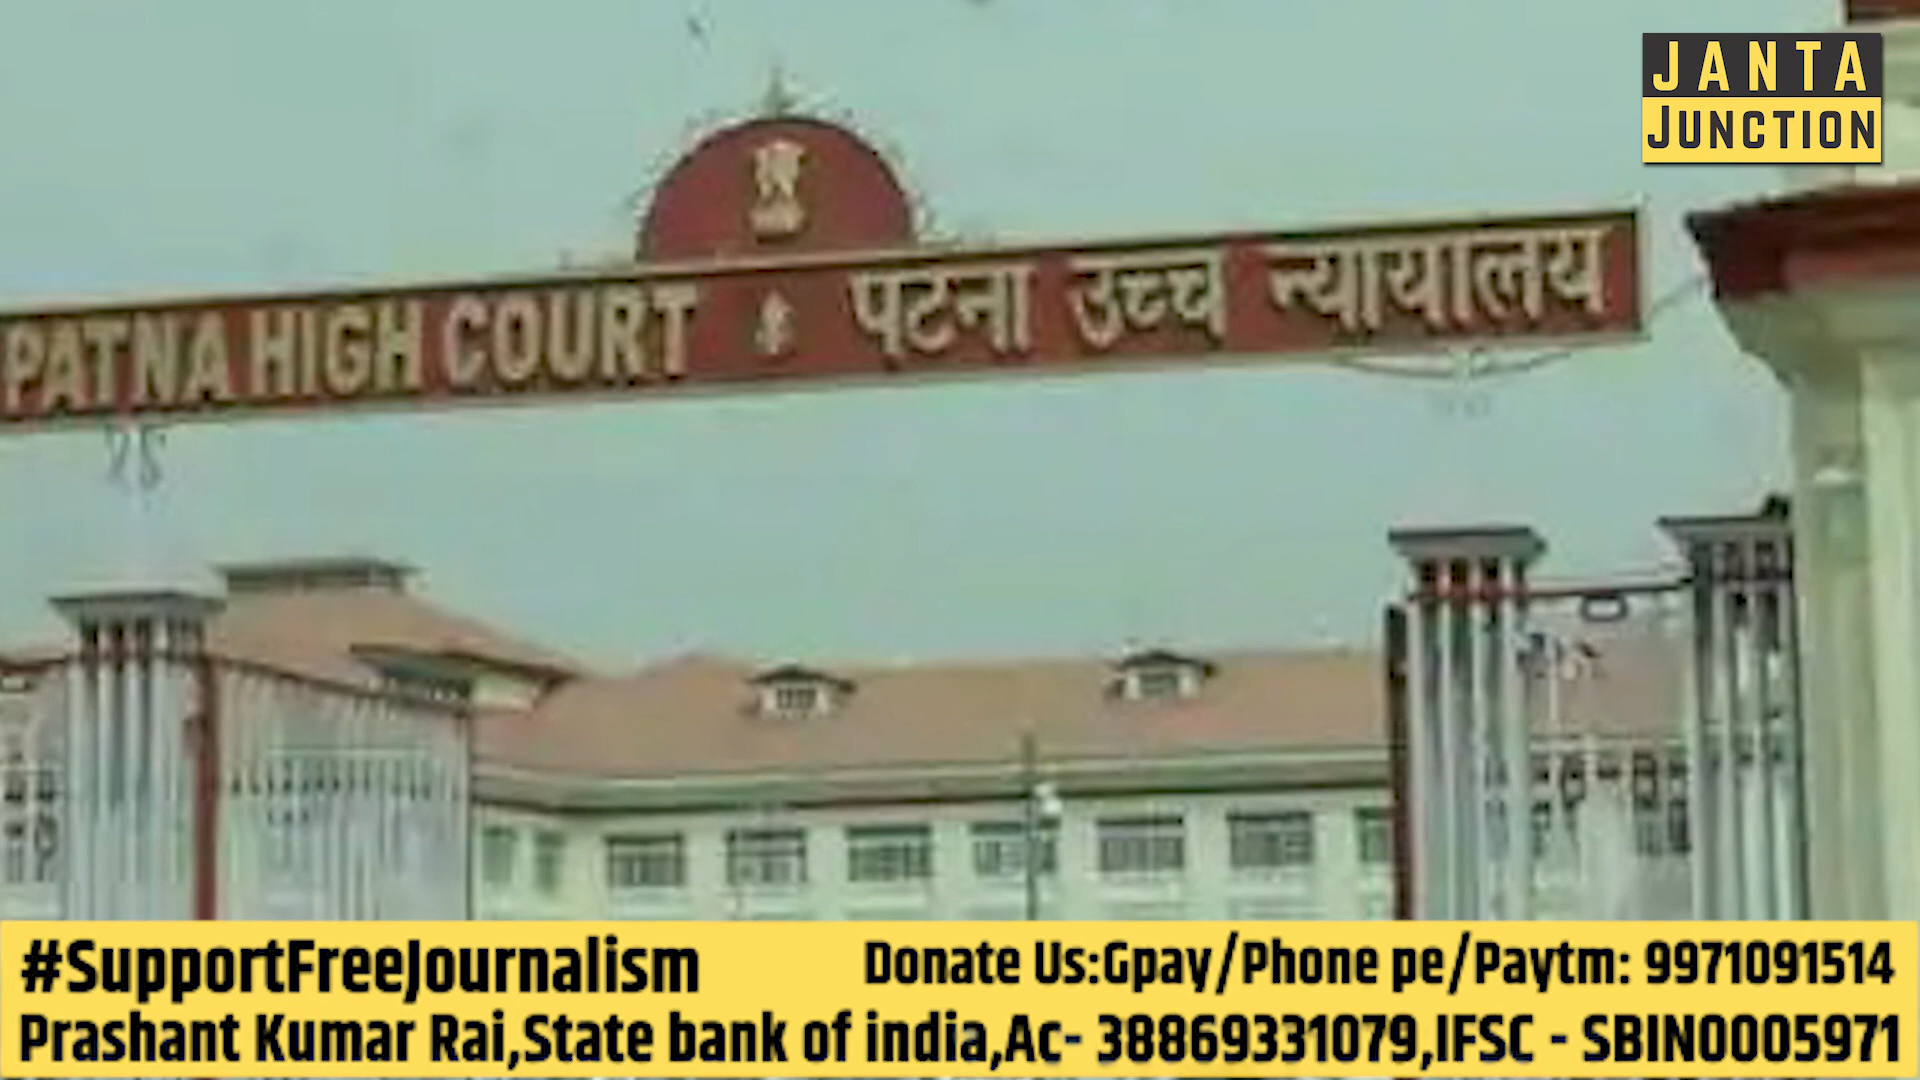 JANTA
JUNCTION
PATNA HIGH COURT पटना उच्च न्यायालय
#SupportFreeJournalism Donate Us:Gpay/Phone pe/Paytm: 9971091514
Prashant Kumar Rai,State bank of india,Ac- 38869331079,IFSC - SBIN0005971